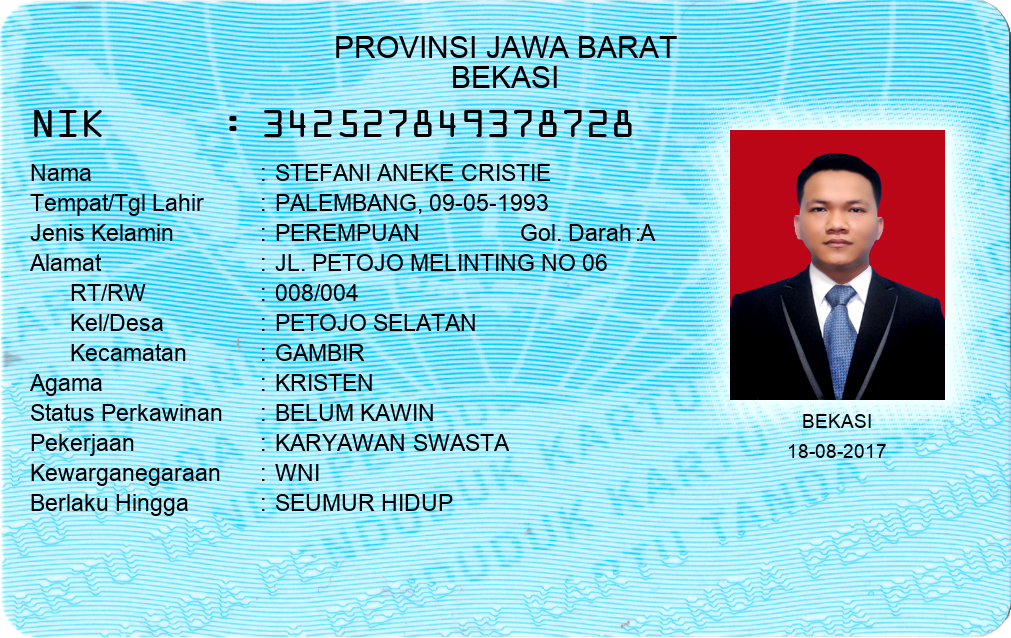 PROVINSI JAWA BARAT
BEKASI
NIK : 342527849378728
Nama : STEFANI ANEKE CRISTIE
Tempat/Tgl Lahir : PALEMBANG, 09-05-1993
Jenis Kelamin : PEREMPUAN Gol. Darah :A
Alamat : JL. PETOJO MELINTING NO 06
RT/RW : 008/004
Kel/Desa : PETOJO SELATAN
Kecamatan : GAMBIR
Agama : KRISTEN
Status Perkawinan : BELUM KAWIN
Pekerjaan : KARYAWAN SWASTA
Kewarganegaraan : WNI
Berlaku Hingga : SEUMUR HIDUP
BEKASI
18-08-2017